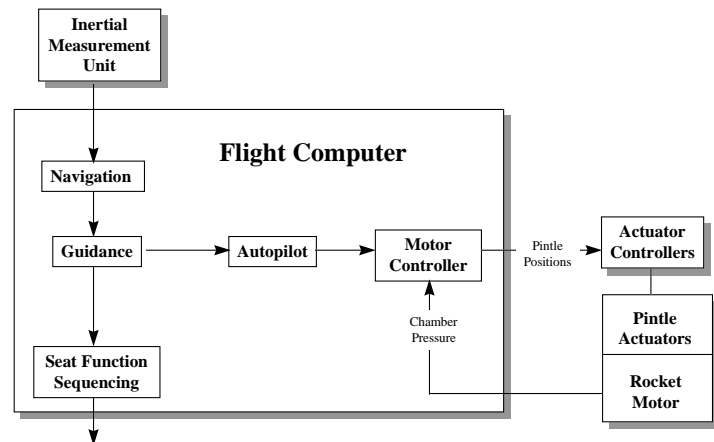 Inertial
Measurement
Unit
Flight Computer
Navigation
Guidance
Autopilot
Motor
Controller
Pintle
Positions
Actuator
Controllers
Chamber
Pressure
Pintle
Actuators
Seat Function
Sequencing
Rocket
Motor